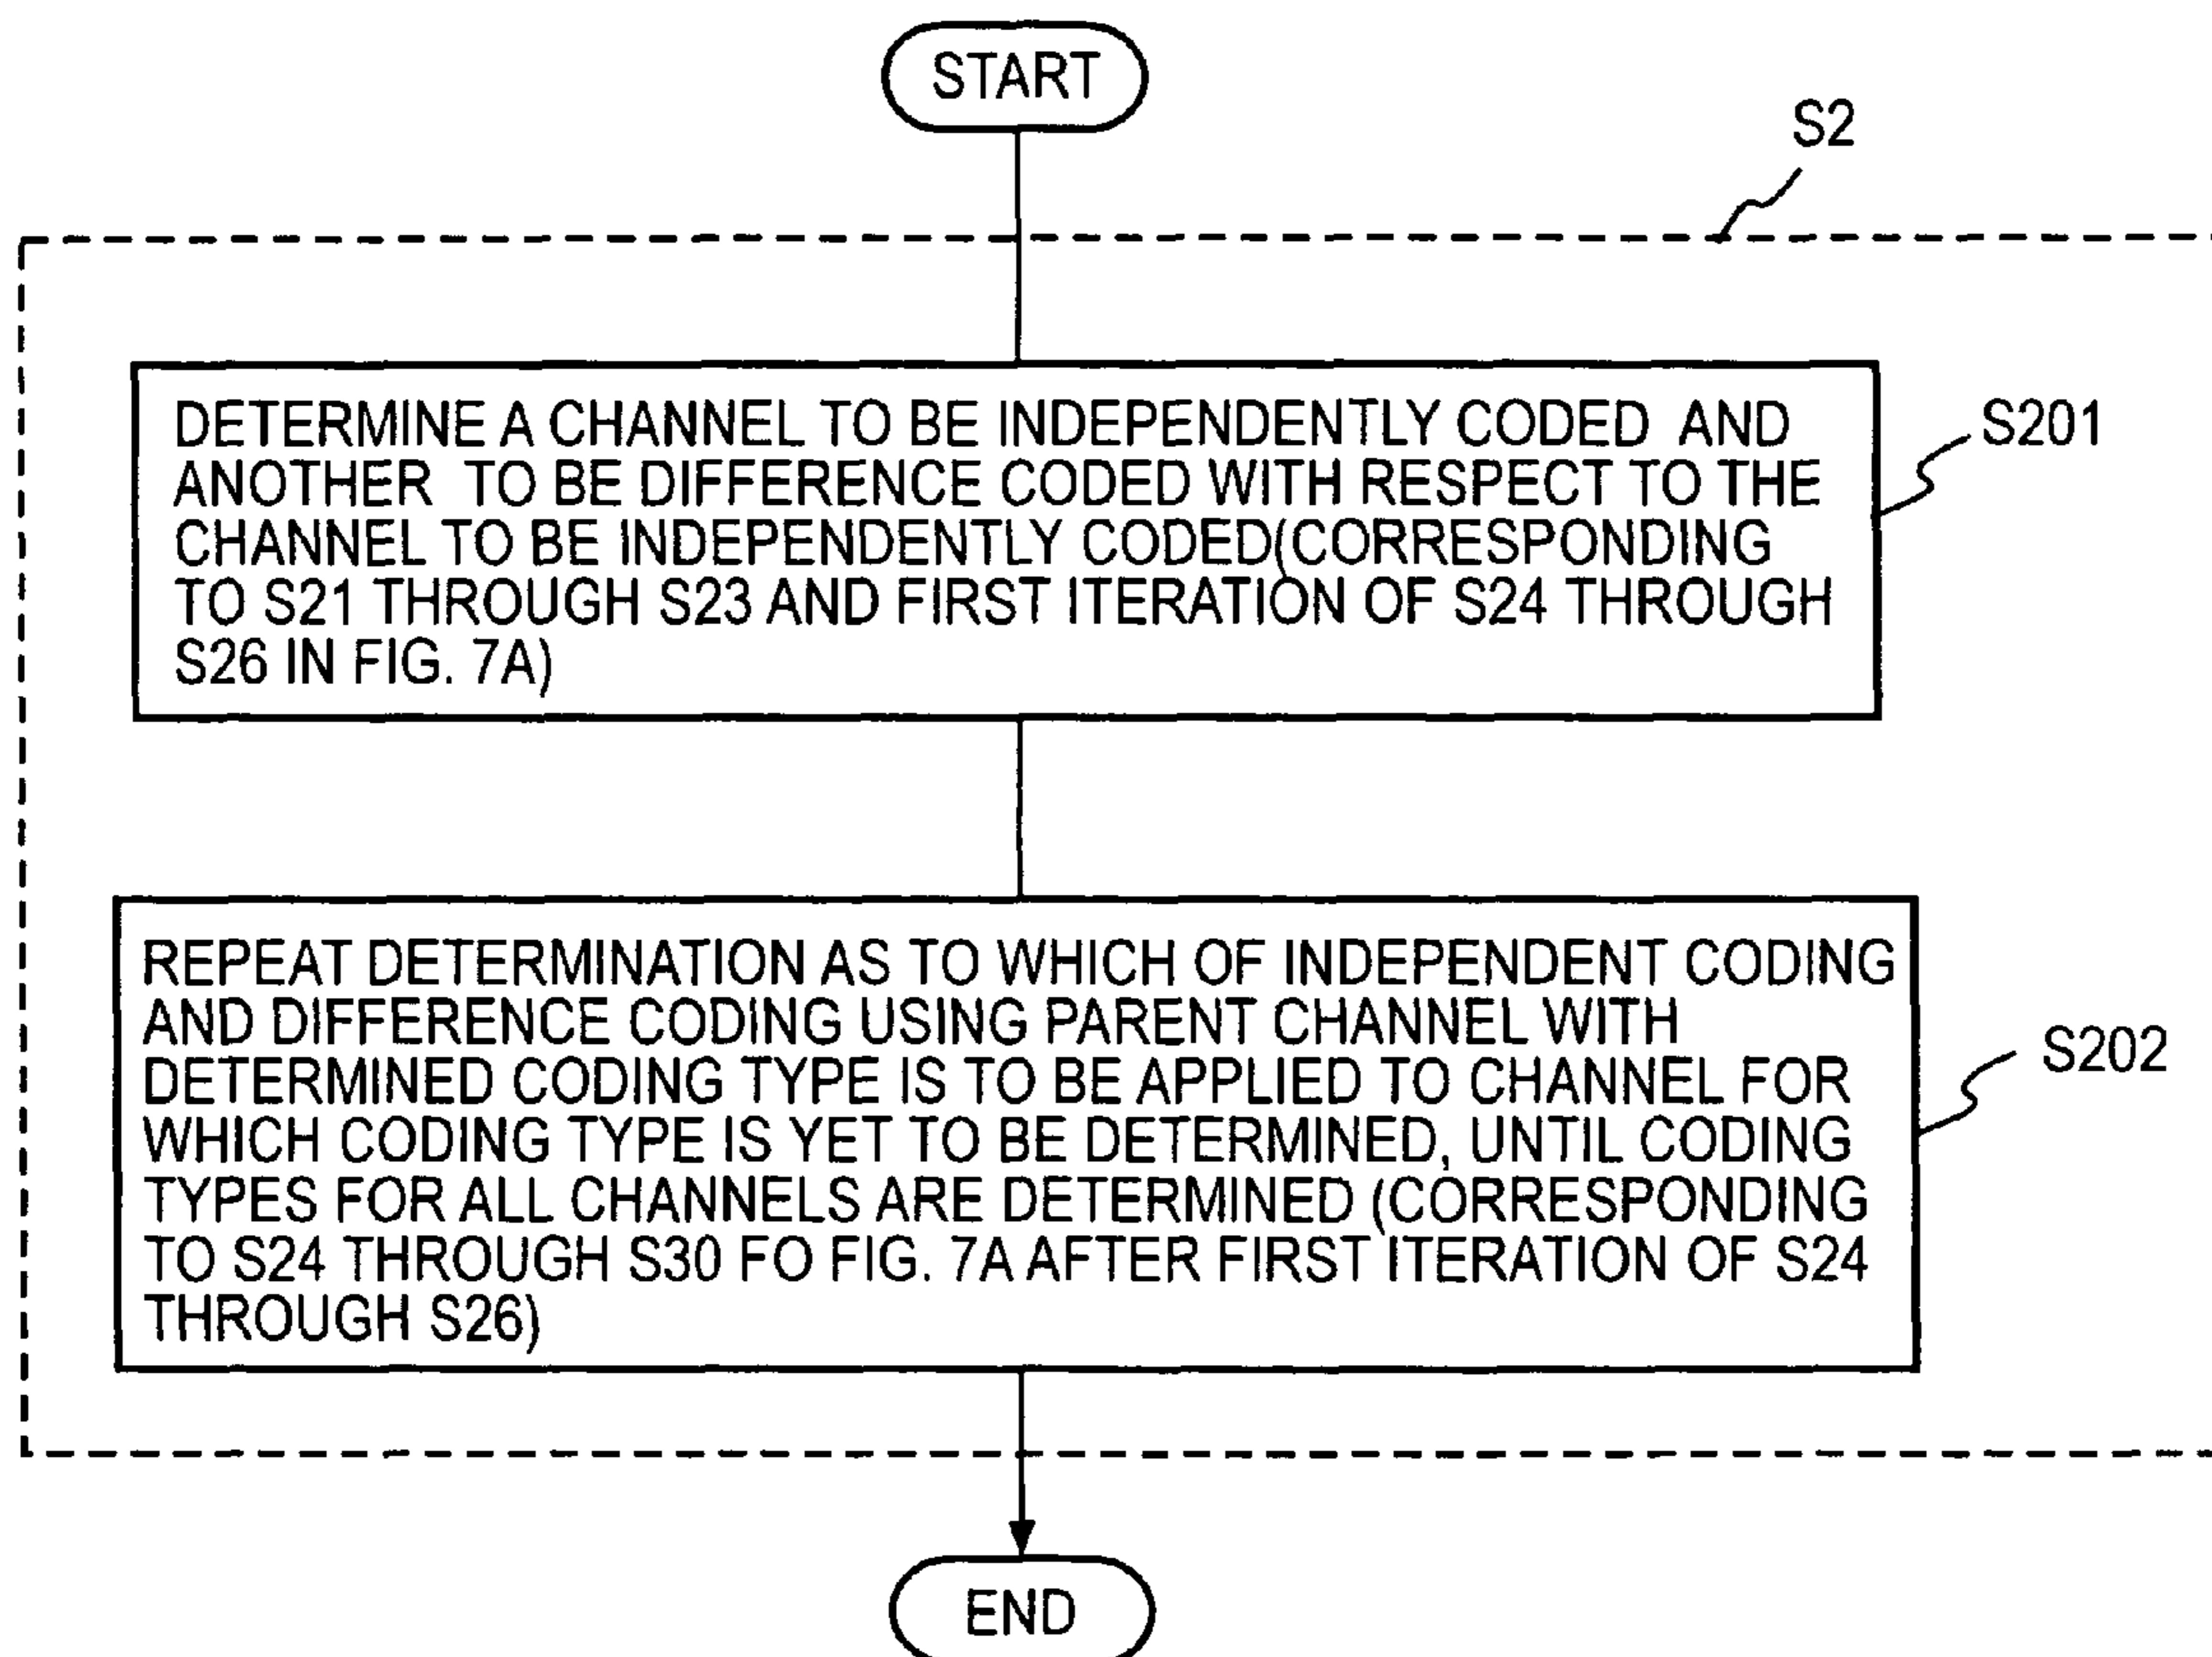 START
S2
DETERMINE A CHANNEL TO BE INDEPENDENTLY CODED AND
ANOTHER TO BE DIFFERENCE CODED WITH RESPECT TO THE
CHANNEL TO BE INDEPENDENTLY CODED(CORRESPONDING
TO S21 THROUGH S23 AND FIRST ITERATION OF S24 THROUGH
S26 IN FIG. 7A)
S201
REPEAT DETERMINATION AS TO WHICH OF INDEPENDENT CODING
AND DIFFERENCE CODING USING PARENT CHANNEL WITH
DETERMINED CODING TYPE IS TO BE APPLIED TO CHANNEL FOR
WHICH CODING TYPE IS YET TO BE DETERMINED, UNTIL CODING
TYPES FOR ALL CHANNELS ARE DETERMINED (CORRESPONDING
TO S24 THROUGH S30 FO FIG. 7A AFTER FIRST ITERATION OF S24
THROUGH S26)
S202
END